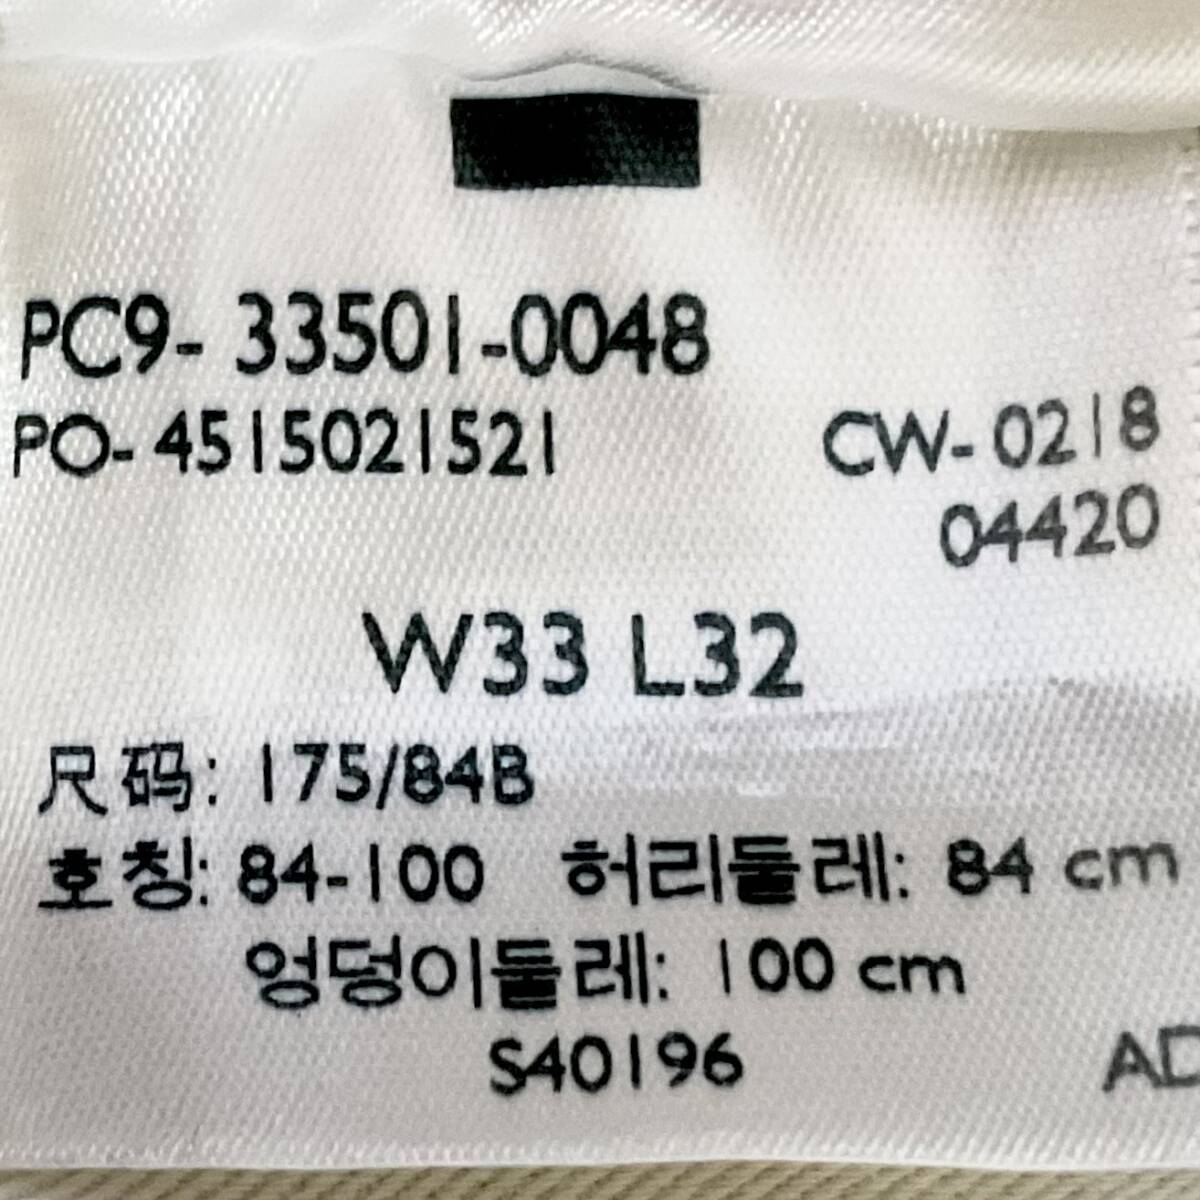 PC9- 33501-0048
PO- 4515021521 CW- 0218
04420
W33 L32
尺码: 175/84B
호칭: 84-100 허리둘레: 84 cm
엉덩이둘레: 100 cm
S40196 AD